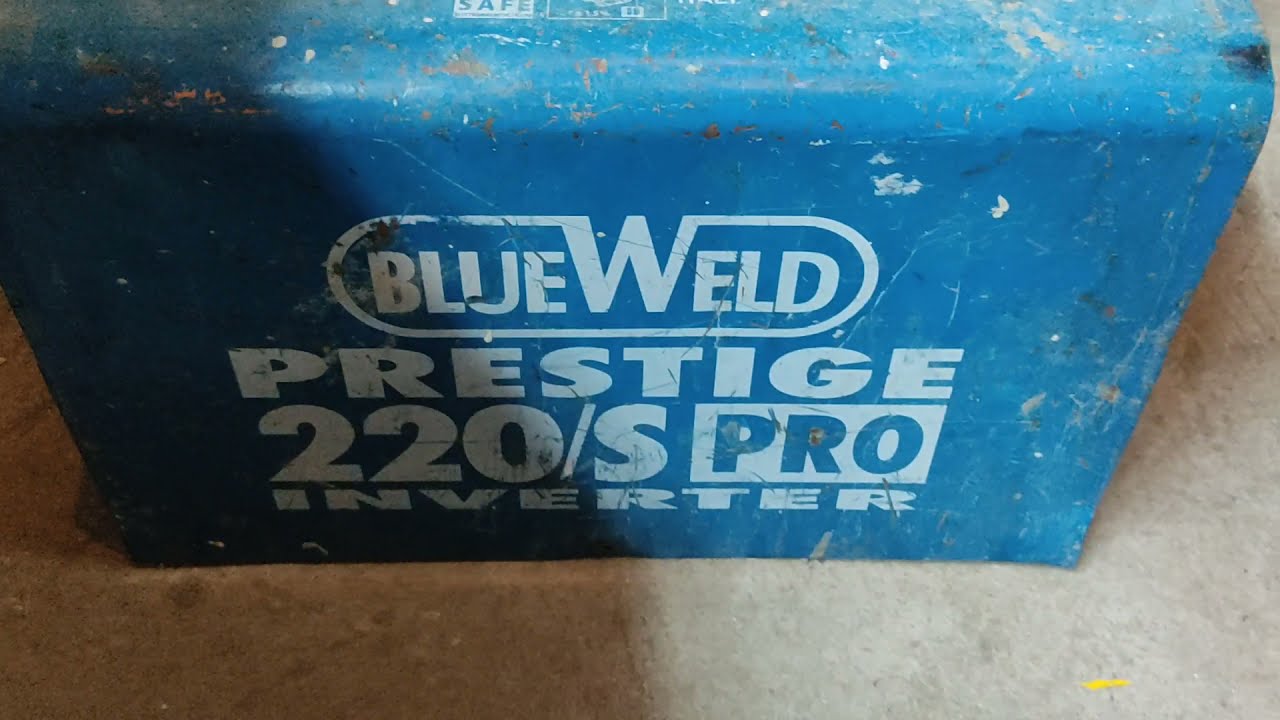 SAFE
BLUEWELD
PRESTIGE
220/S PRO
INVERTER